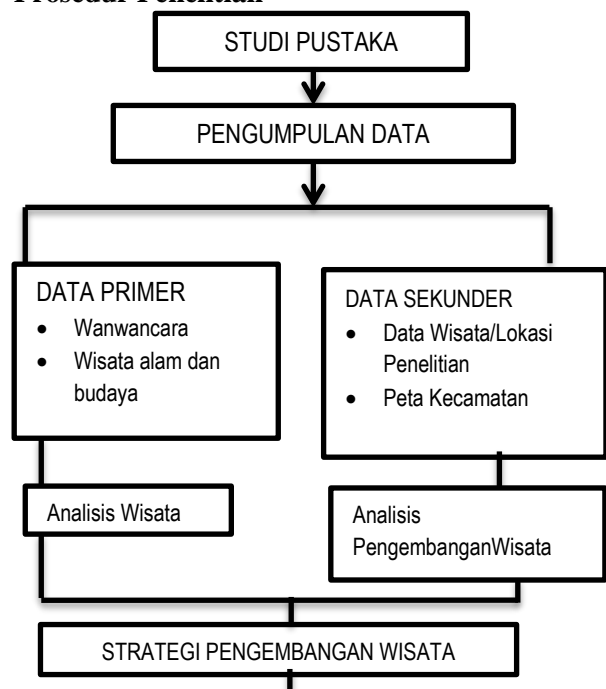 Prosedur Penelitian
STUDI PUSTAKA
PENGUMPULAN DATA
DATA PRIMER
• Wanwancara
• Wisata alam dan
budaya
DATA SEKUNDER
• Data Wisata/Lokasi
Penelitian
• Peta Kecamatan
Analisis Wisata
Analisis
PengembanganWisata
STRATEGI PENGEMBANGAN WISATA